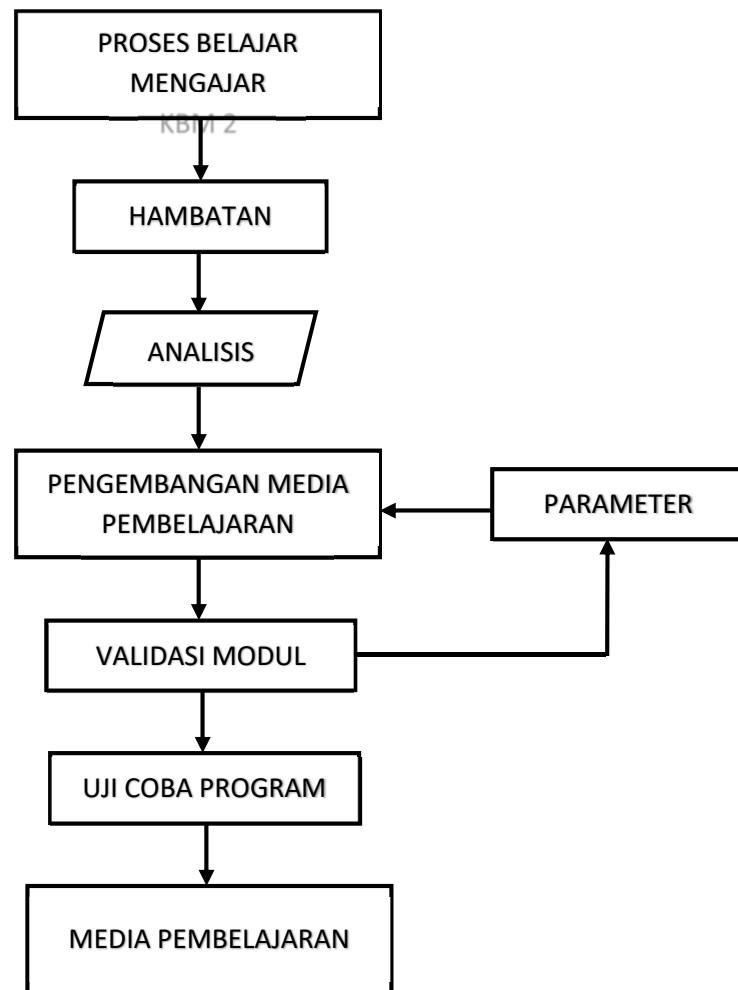 PROSES BELAJAR
MENGAJAR
KBM 2
HAMBATAN
ANALISIS
PENGEMBANGAN MEDIA
PEMBELAJARAN
PARAMETER
VALIDASI MODUL
UJI COBA PROGRAM
MEDIA PEMBELAJARAN